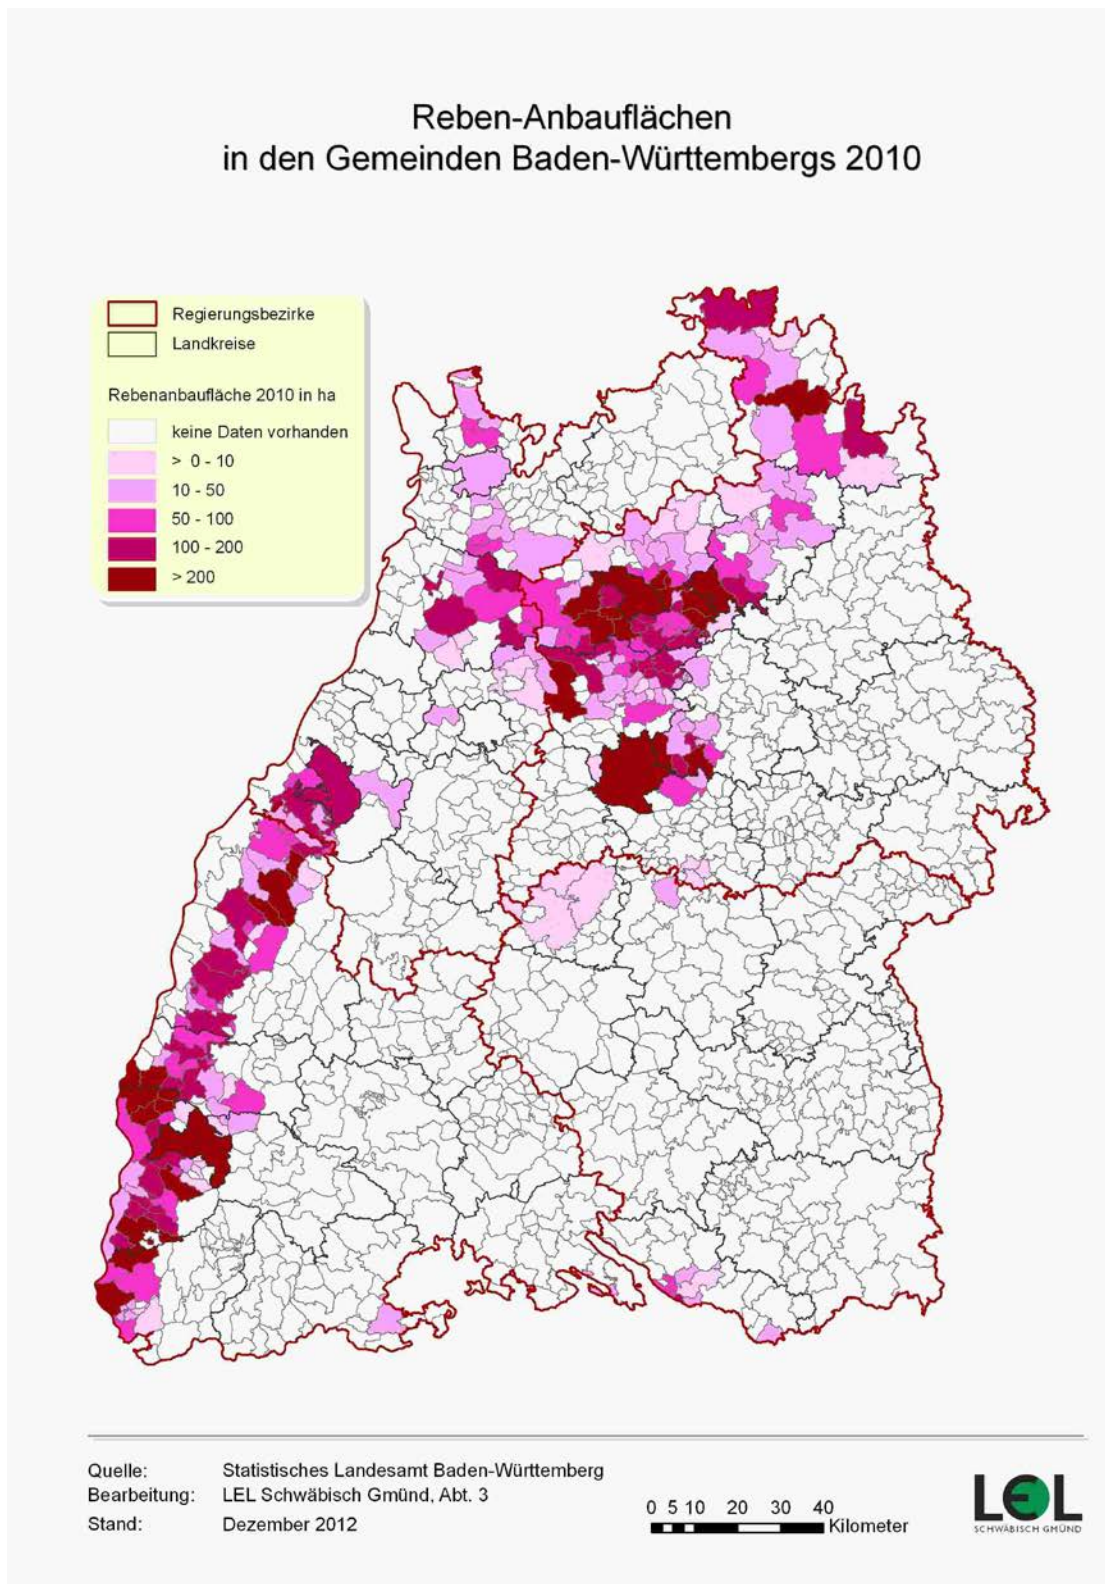 Reben-Anbauflächen
in den Gemeinden Baden-Württembergs 2010
Regierungsbezirke
Landkreise
Rebenanbaufläche 2010 in ha
keine Daten vorhanden
> 0 - 10
10 - 50
50 - 100
100 - 200
> 200
Quelle: Statistisches Landesamt Baden-Württemberg
Bearbeitung: LEL Schwäbisch Gmünd, Abt. 3
Stand: Dezember 2012
0 5 10 20 30 40
Kilometer
LEL
SCHWÄBISCH GMÜND